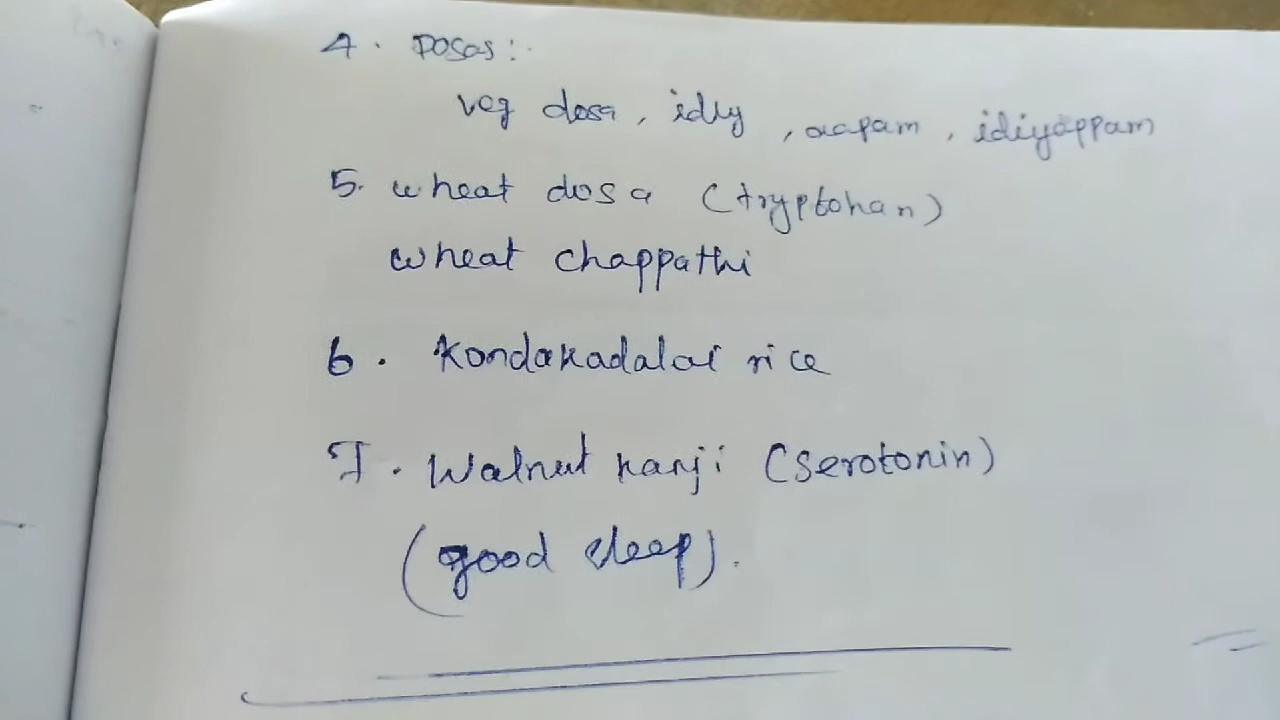 4. Dosas:
veg dosa, idly, aapam, idiyappam
5. wheat dosa (tryptohan)
wheat chappathi
6. Kondakadalai rice
7. Walnut kanji (serotonin)
(good sleep).